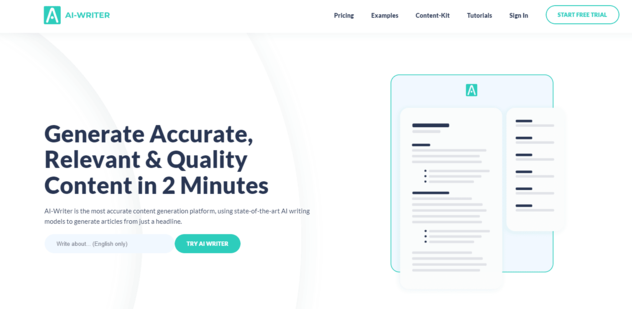 AI-WRITER
Pricing
Examples
Content-Kit
Tutorials
Sign In
START FREE TRIAL
Generate Accurate,
Relevant & Quality
Content in 2 Minutes
AI-Writer is the most accurate content generation platform, using state-of-the-art AI writing
models to generate articles from just a headline.
Write about... (English only)
TRY AI WRITER